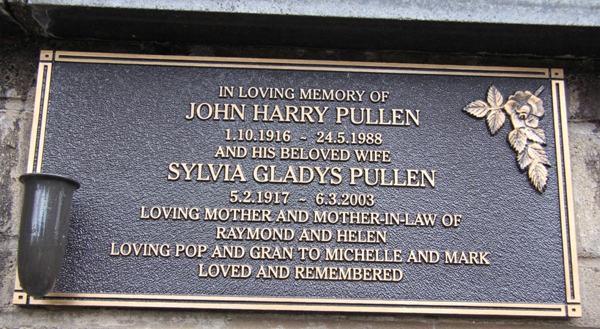 IN LOVING MEMORY OF
JOHN HARRY PULLEN
1.10.1916 ~ 24.5.1988
AND HIS BELOVED WIFE
SYLVIA GLADYS PULLEN
5.2.1917 ~ 6.3.2003
LOVING MOTHER AND MOTHER-IN-LAW OF
RAYMOND AND HELEN
LOVING POP AND GRAN TO MICHELLE AND MARK
LOVED AND REMEMBERED